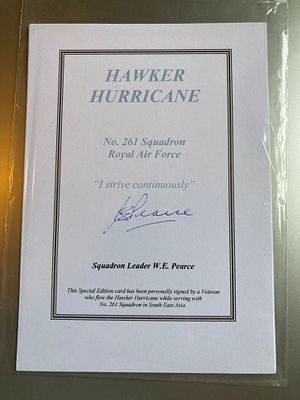 HAWKER
HURRICANE
No. 261 Squadron
Royal Air Force
"I strive continuously"
Pearce
Squadron Leader W.E. Pearce
This Special Edition card has been personally signed by a Veteran
who flew the Hawker Hurricane while serving with
No. 261 Squadron in South East Asia.